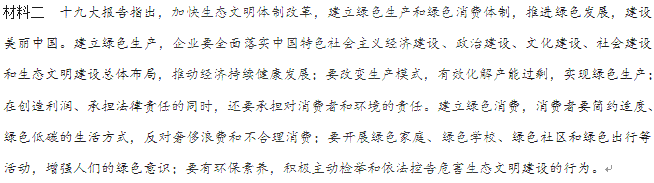 材料二　十九大报告指出，加快生态文明体制改革，建立绿色生产和绿色消费体制，推进绿色发展，建设
美丽中国。建立绿色生产，企业要全面落实中国特色社会主义经济建设、政治建设、文化建设、社会建设
和生态文明建设总体布局，推动经济持续健康发展；要改变生产模式，有效化解产能过剩，实现绿色生产；
在创造利润、承担法律责任的同时，还要承担对消费者和环境的责任。建立绿色消费，消费者要简约适度、
绿色低碳的生活方式，反对奢侈浪费和不合理消费；要开展绿色家庭、绿色学校、绿色社区和绿色出行等
活动，增强人们的绿色意识；要有环保素养，积极主动检举和依法控告危害生态文明建设的行为。